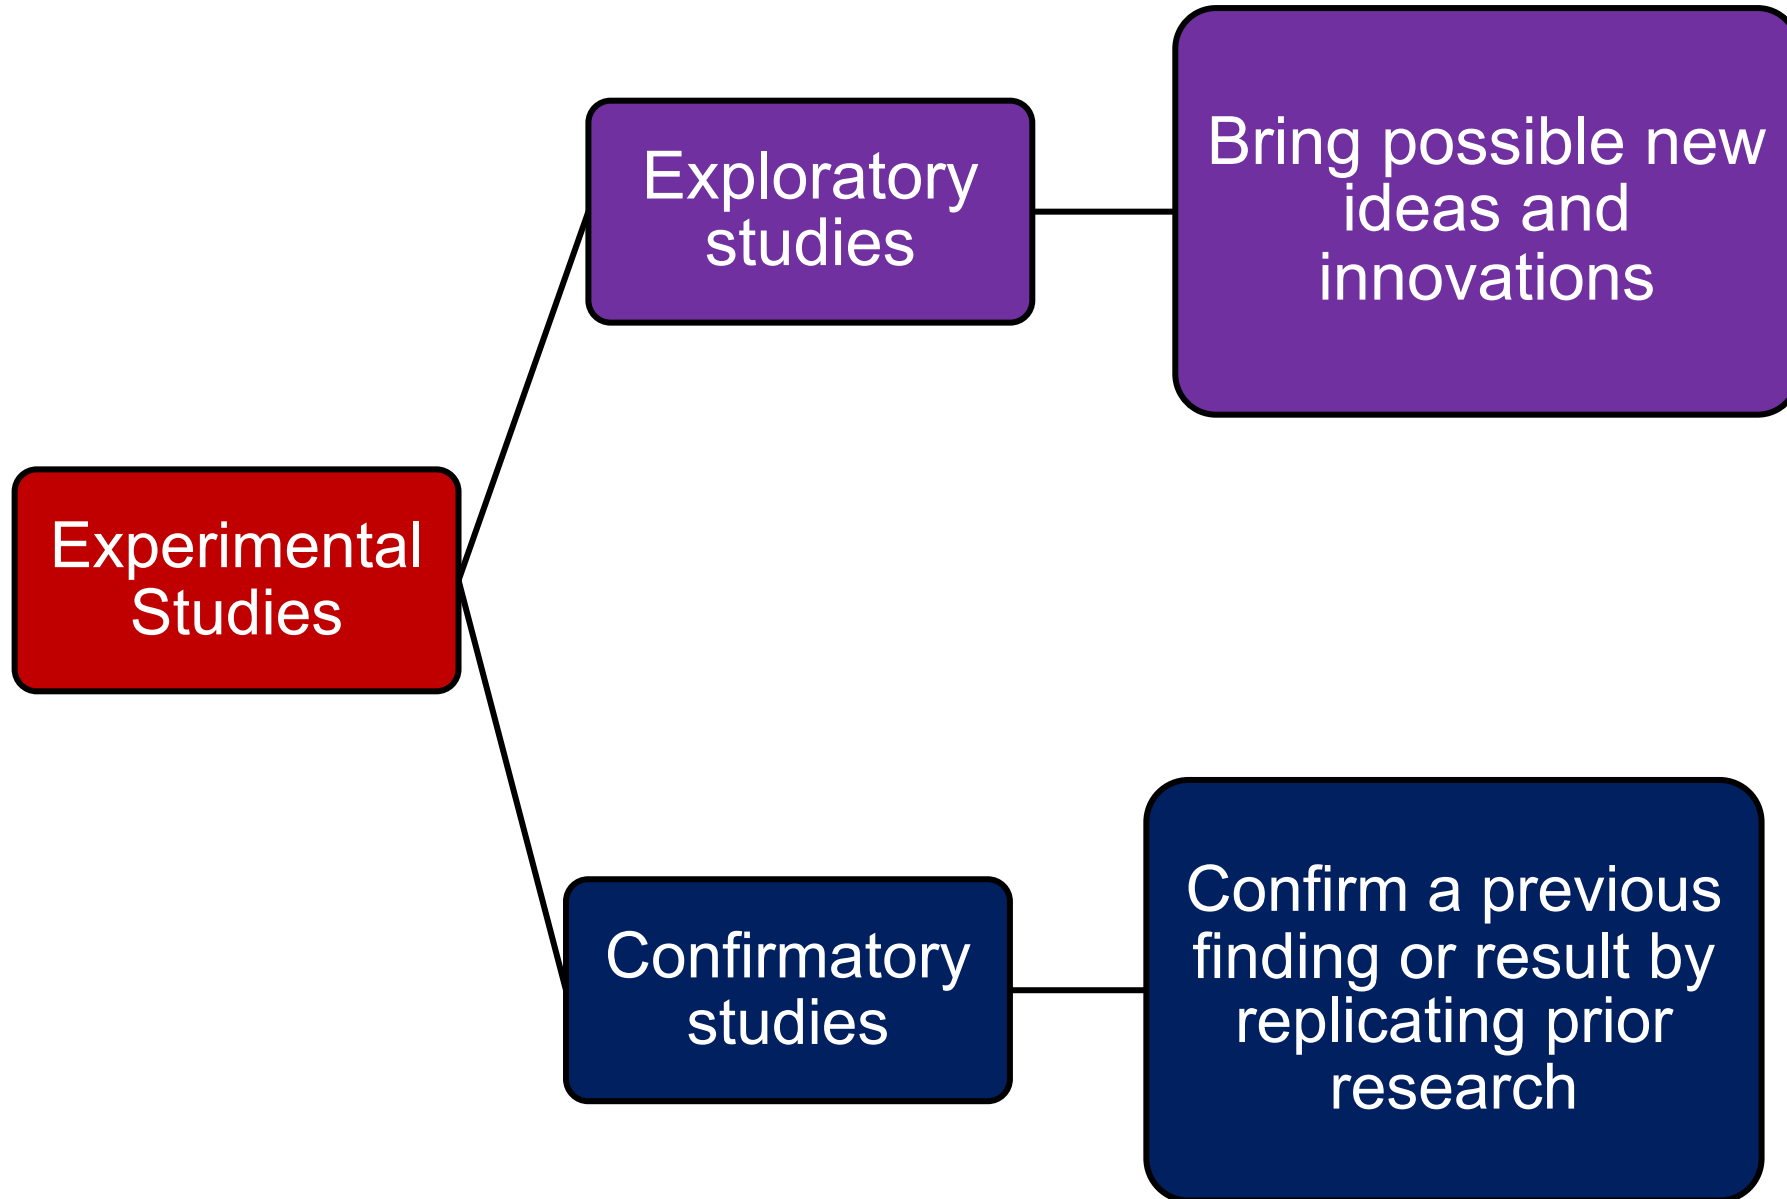 Experimental
Studies
Exploratory
studies
Bring possible new
ideas and
innovations
Confirmatory
studies
Confirm a previous
finding or result by
replicating prior
research